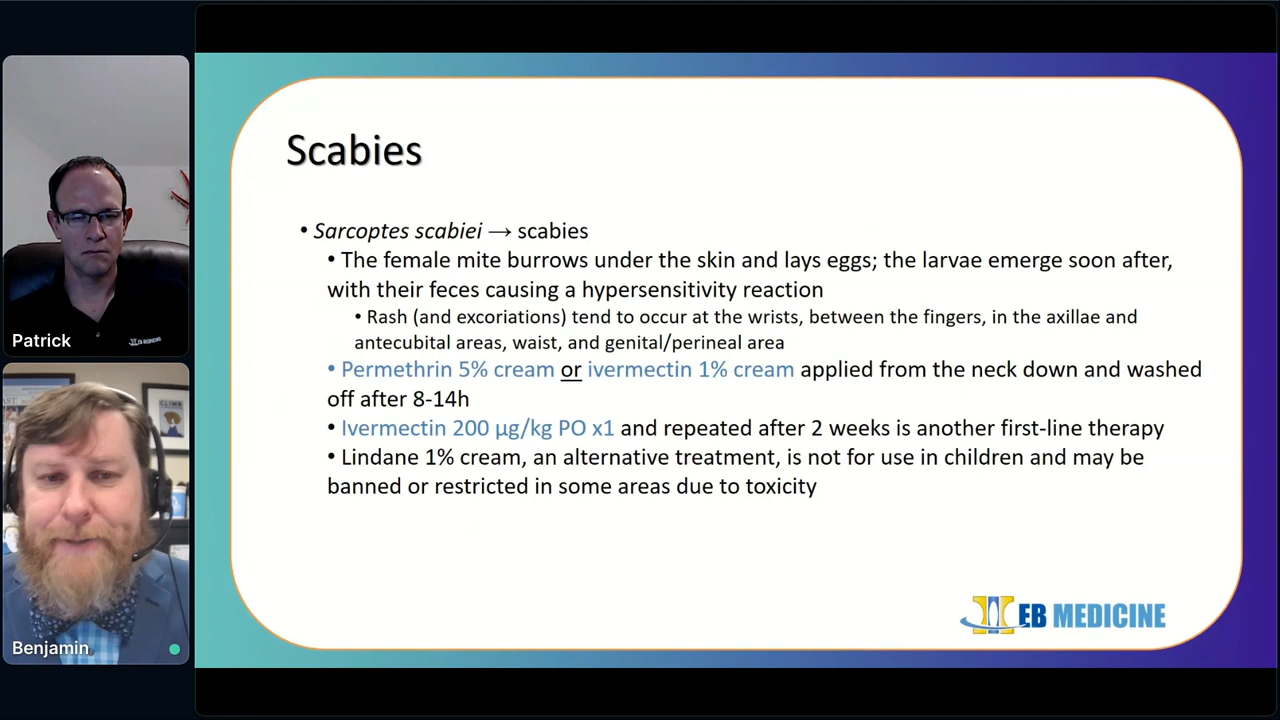 Scabies
• Sarcoptes scabiei → scabies
• The female mite burrows under the skin and lays eggs; the larvae emerge soon after,
with their feces causing a hypersensitivity reaction
• Rash (and excoriations) tend to occur at the wrists, between the fingers, in the axillae and
antecubital areas, waist, and genital/perineal area
• Permethrin 5% cream or ivermectin 1% cream applied from the neck down and washed
off after 8-14h
• Ivermectin 200 µg/kg PO x1 and repeated after 2 weeks is another first-line therapy
• Lindane 1% cream, an alternative treatment, is not for use in children and may be
banned or restricted in some areas due to toxicity
EB MEDICINE
Patrick
Benjamin